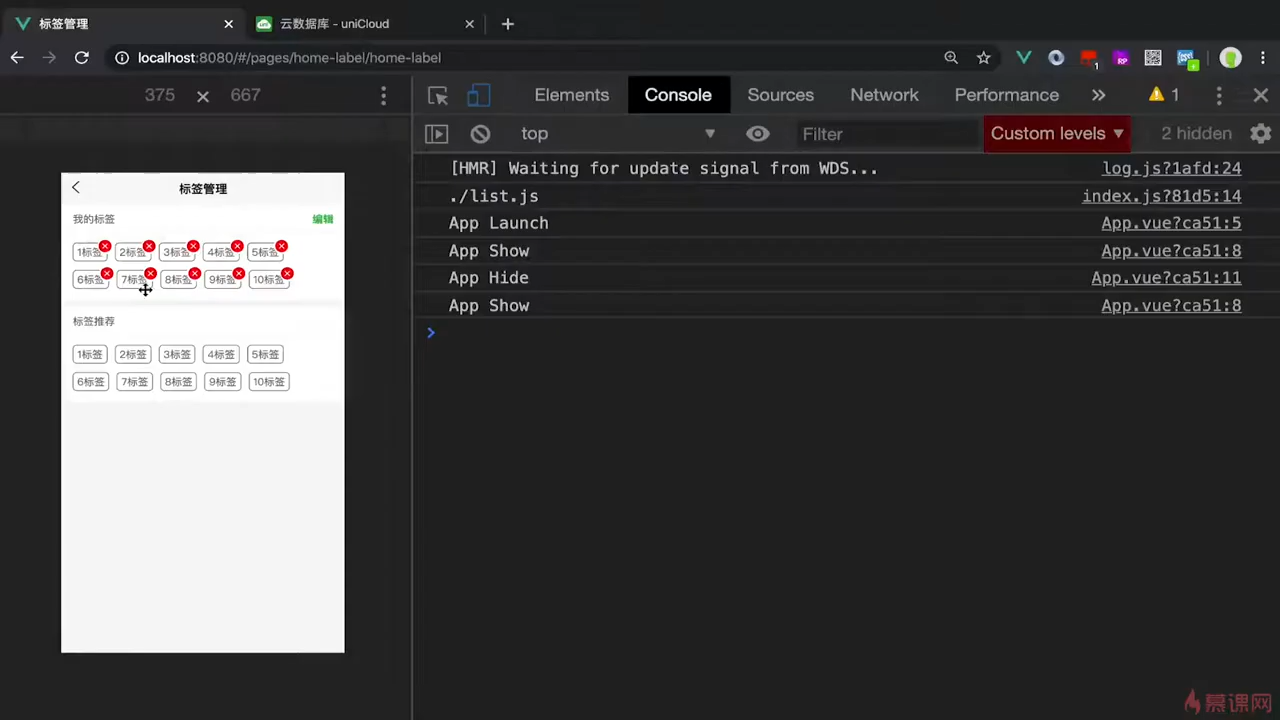 标签管理
云数据库 - uniCloud
localhost:8080/#/pages/home-label/home-label
RP
1
375 × 667
Elements Console Sources Network Performance » 1
top Filter Custom levels 2 hidden
[HMR] Waiting for update signal from WDS... log.js?1afd:24
./list.js index.js?81d5:14
App Launch App.vue?ca51:5
App Show App.vue?ca51:8
App Hide App.vue?ca51:11
App Show App.vue?ca51:8
标签管理
我的标签 编辑
1标签 2标签 3标签 4标签 5标签
6标签 7标签 8标签 9标签 10标签
标签推荐
1标签 2标签 3标签 4标签 5标签
6标签 7标签 8标签 9标签 10标签
慕课网